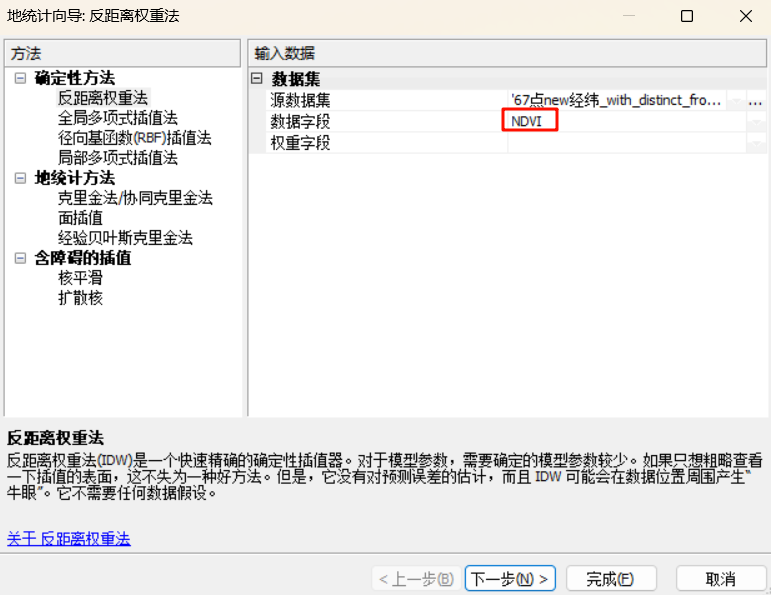 地统计向导: 反距离权重法
方法
确定性方法
反距离权重法
全局多项式插值法
径向基函数(RBF)插值法
局部多项式插值法
地统计方法
克里金法/协同克里金法
面插值
经验贝叶斯克里金法
含障碍的插值
核平滑
扩散核
输入数据
数据集
源数据集 '67点new经纬_with_distinct_fro... ...
数据字段 NDVI
权重字段
反距离权重法
反距离权重法(IDW)是一个快速精确的确定性插值器。对于模型参数，需要确定的模型参数较少。如果只想粗略查看
一下插值的表面，这不失为一种好方法。但是，它没有对预测误差的估计，而且 IDW 可能会在数据位置周围产生“
牛眼”。它不需要任何数据假设。
关于 反距离权重法
< 上一步(B) 下一步(N) > 完成(F) 取消